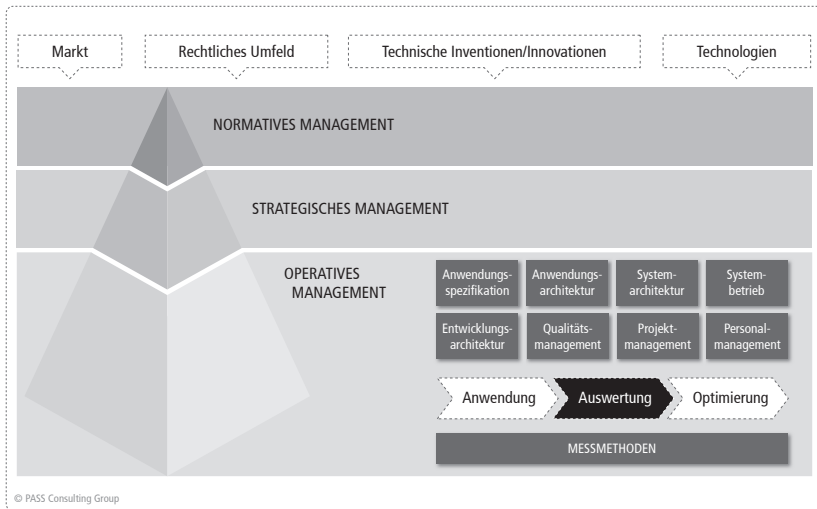 Markt
Rechtliches Umfeld
Technische Inventionen/Innovationen
Technologien
NORMATIVES MANAGEMENT
STRATEGISCHES MANAGEMENT
OPERATIVES
MANAGEMENT
Anwendungs-
spezifikation
Anwendungs-
architektur
System-
architektur
System-
betrieb
Entwicklungs-
architektur
Qualitäts-
management
Projekt-
management
Personal-
management
Anwendung
Auswertung
Optimierung
MESSMETHODEN
© PASS Consulting Group